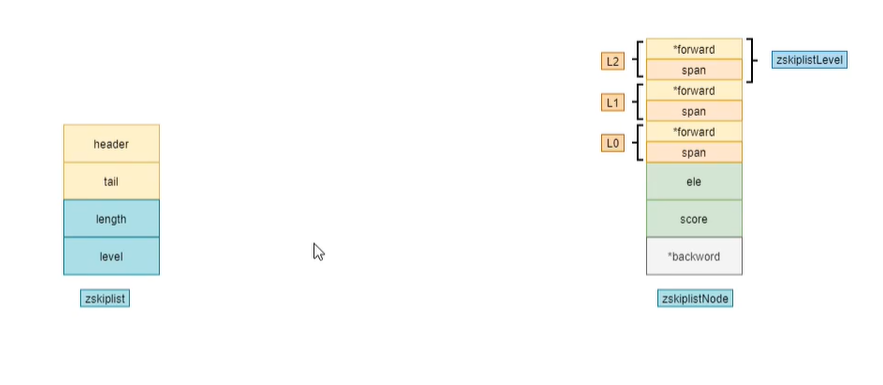 header
tail
length
level
zskiplist
L2
*forward
span
zskiplistLevel
L1
*forward
span
L0
*forward
span
ele
score
*backword
zskiplistNode